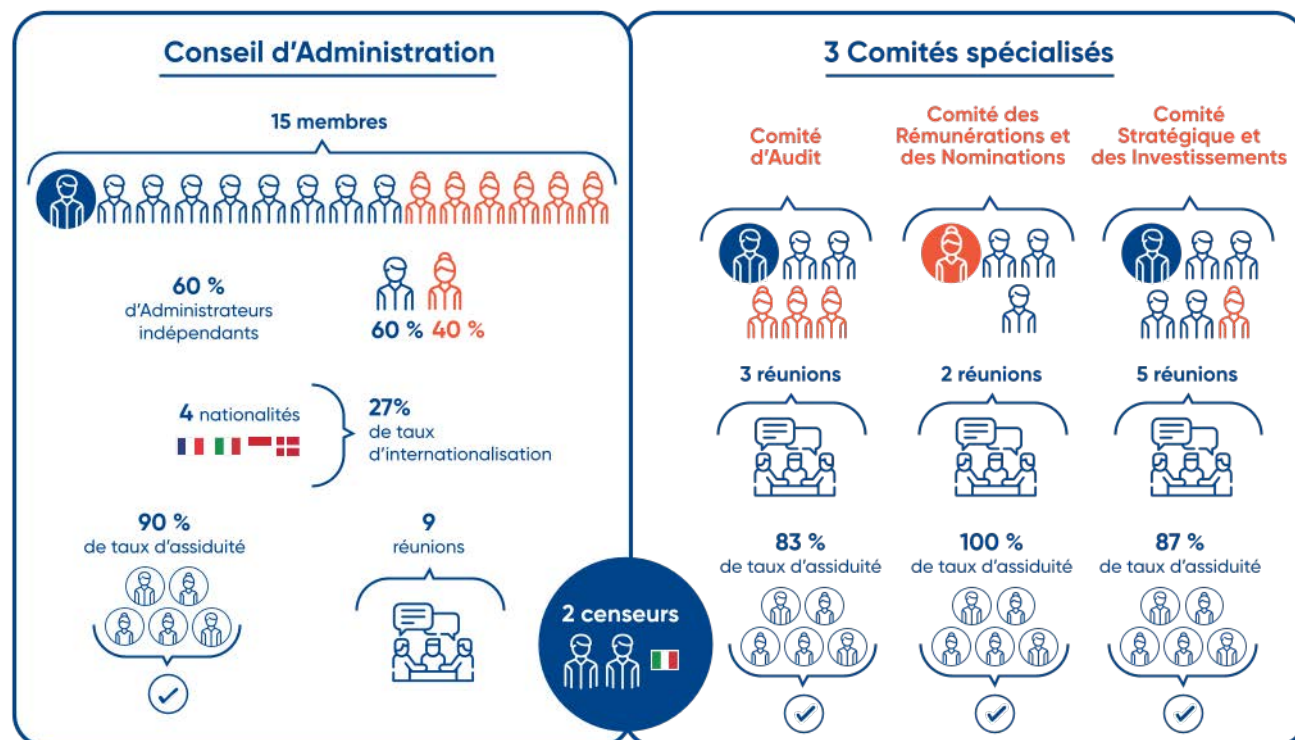 Conseil d'Administration
15 membres
60 %
d'Administrateurs
indépendants
60 % 40 %
4 nationalités
27%
de taux
d'internationalisation
90 %
de taux d'assiduité
9
réunions
2 censeurs
3 Comités spécialisés
Comité
d'Audit
Comité des
Rémunérations et
des Nominations
Comité
Stratégique et
des Investissements
3 réunions
2 réunions
5 réunions
83 %
de taux d'assiduité
100 %
de taux d'assiduité
87 %
de taux d'assiduité